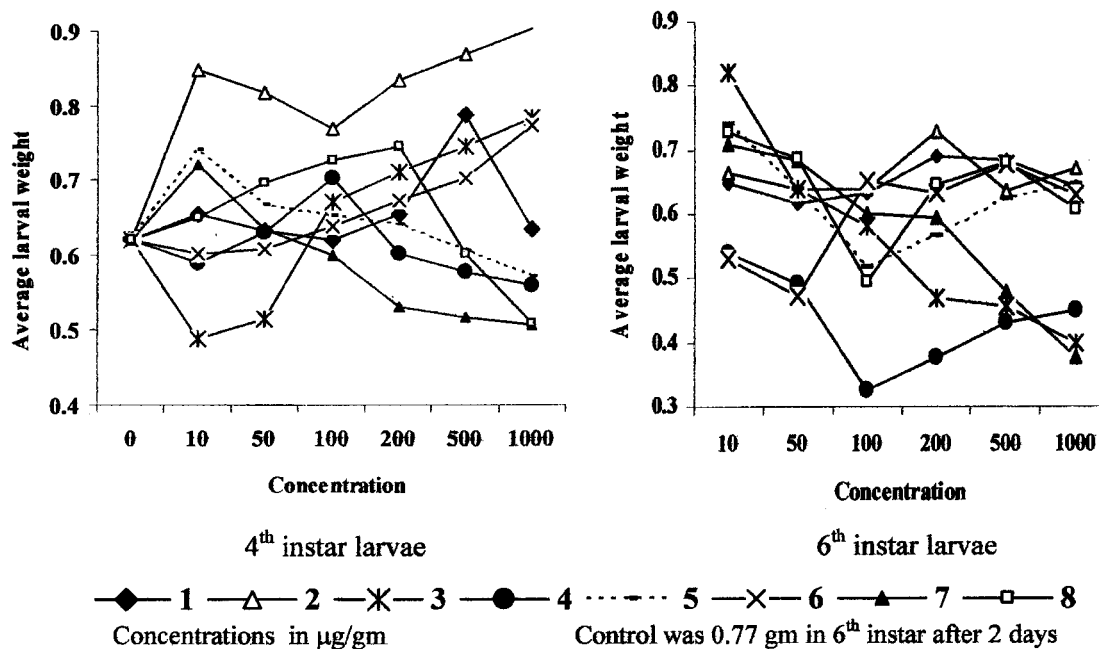 0.9
0.8
0.7
0.6
0.5
0.4
Average larval weight
0 10 50 100 200 500 1000
Concentration
4th instar larvae
0.9
0.8
0.7
0.6
0.5
0.4
0.3
Average larval weight
10 50 100 200 500 1000
Concentration
6th instar larvae
1 2 3 4 5 6 7 8
Concentrations in μg/gm
Control was 0.77 gm in 6th instar after 2 days